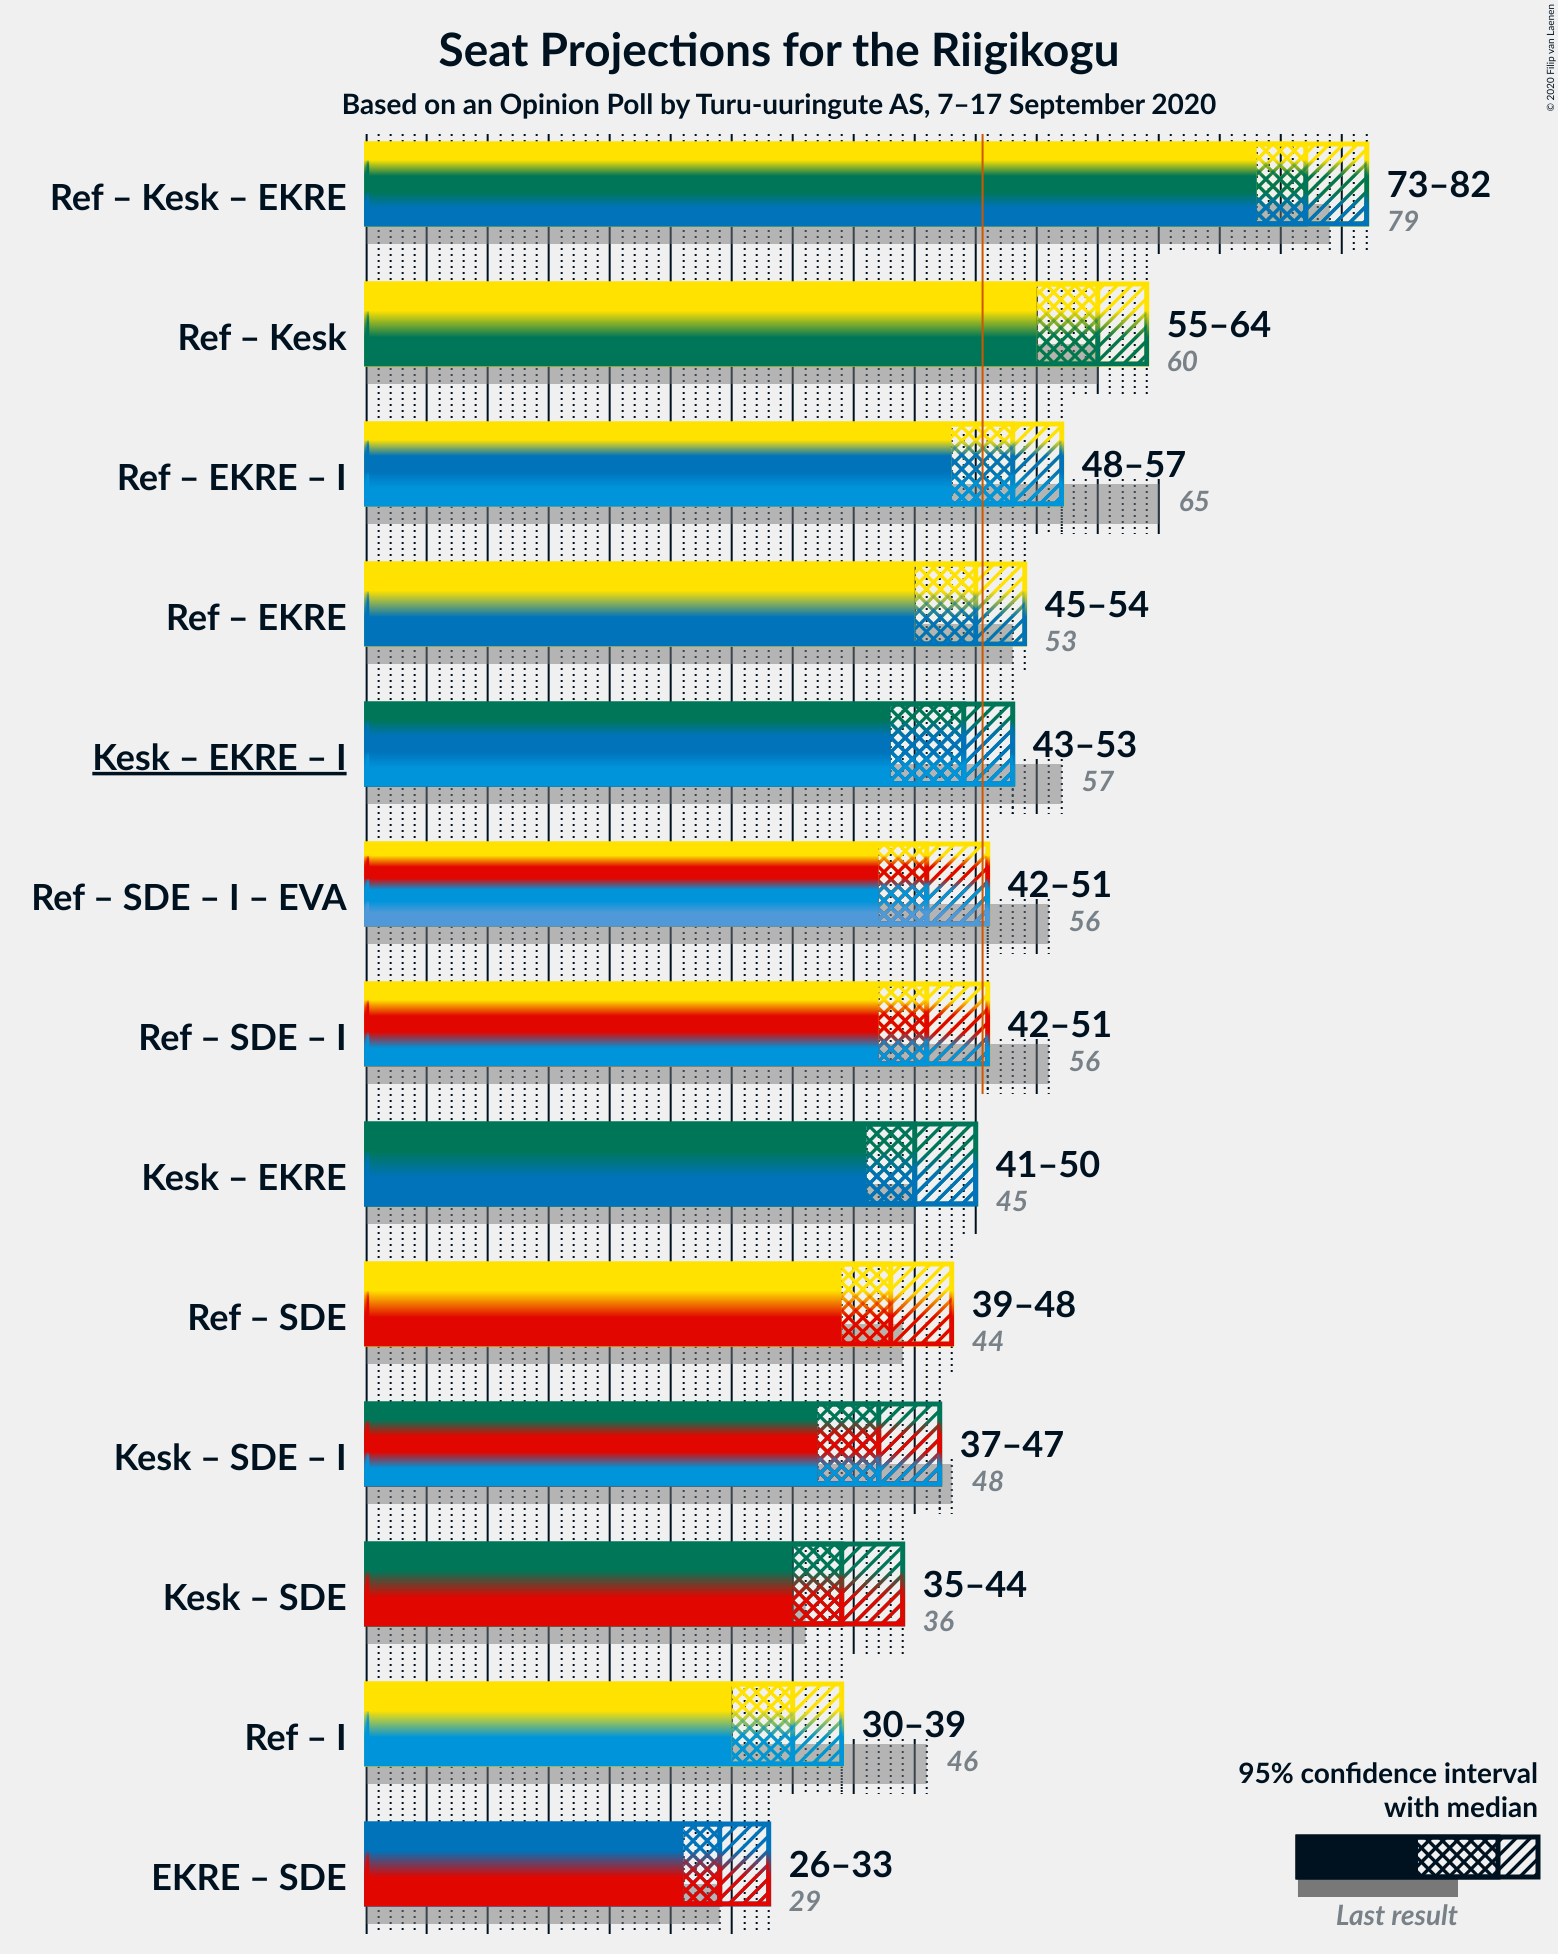 Seat Projections for the Riigikogu
Based on an Opinion Poll by Turu-uuringute AS, 7–17 September 2020
© 2020 Filip van Laenen
Ref – Kesk – EKRE
73–82
79
Ref – Kesk
55–64
60
Ref – EKRE – I
48–57
65
Ref – EKRE
45–54
53
Kesk – EKRE – I
43–53
57
Ref – SDE – I – EVA
42–51
56
Ref – SDE – I
42–51
56
Kesk – EKRE
41–50
45
Ref – SDE
39–48
44
Kesk – SDE – I
37–47
48
Kesk – SDE
35–44
36
Ref – I
30–39
46
EKRE – SDE
26–33
29
95% confidence interval
with median
Last result